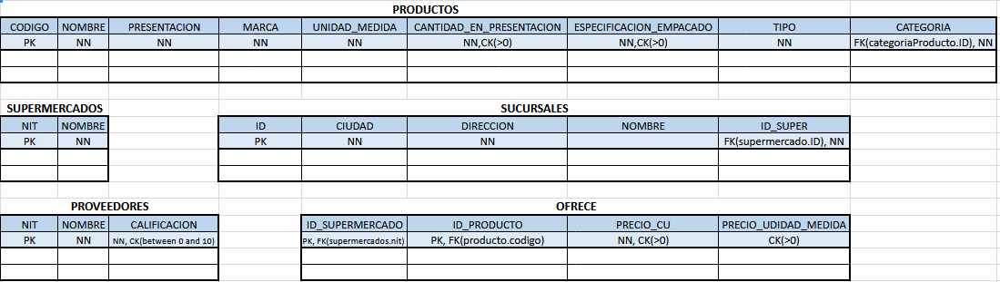 PRODUCTOS
CODIGO NOMBRE PRESENTACION MARCA UNIDAD_MEDIDA CANTIDAD_EN_PRESENTACION ESPECIFICACION_EMPACADO TIPO CATEGORIA
PK NN NN NN NN NN,CK(>0) NN,CK(>0) NN FK(categoriaProducto.ID), NN
SUPERMERCADOS SUCURSALES
NIT NOMBRE ID CIUDAD DIRECCION NOMBRE ID_SUPER
PK NN PK NN NN FK(supermercado.ID), NN
PROVEEDORES OFRECE
NIT NOMBRE CALIFICACION ID_SUPERMERCADO ID_PRODUCTO PRECIO_CU PRECIO_UDIDAD_MEDIDA
PK NN NN, CK(between 0 and 10) PK, FK(supermercados.nit) PK, FK(producto.codigo) NN, CK(>0) CK(>0)